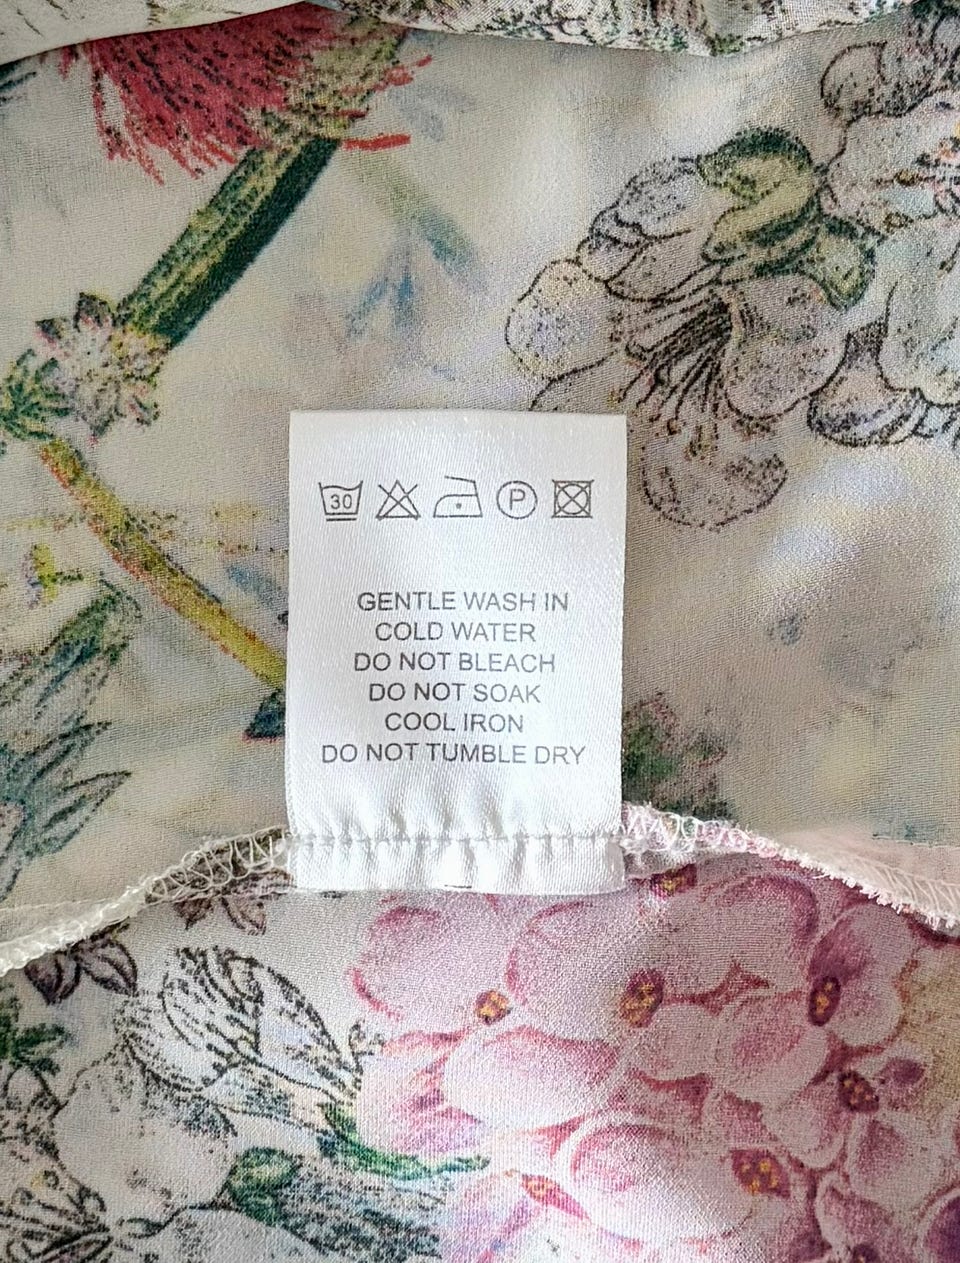 30 P
GENTLE WASH IN
COLD WATER
DO NOT BLEACH
DO NOT SOAK
COOL IRON
DO NOT TUMBLE DRY